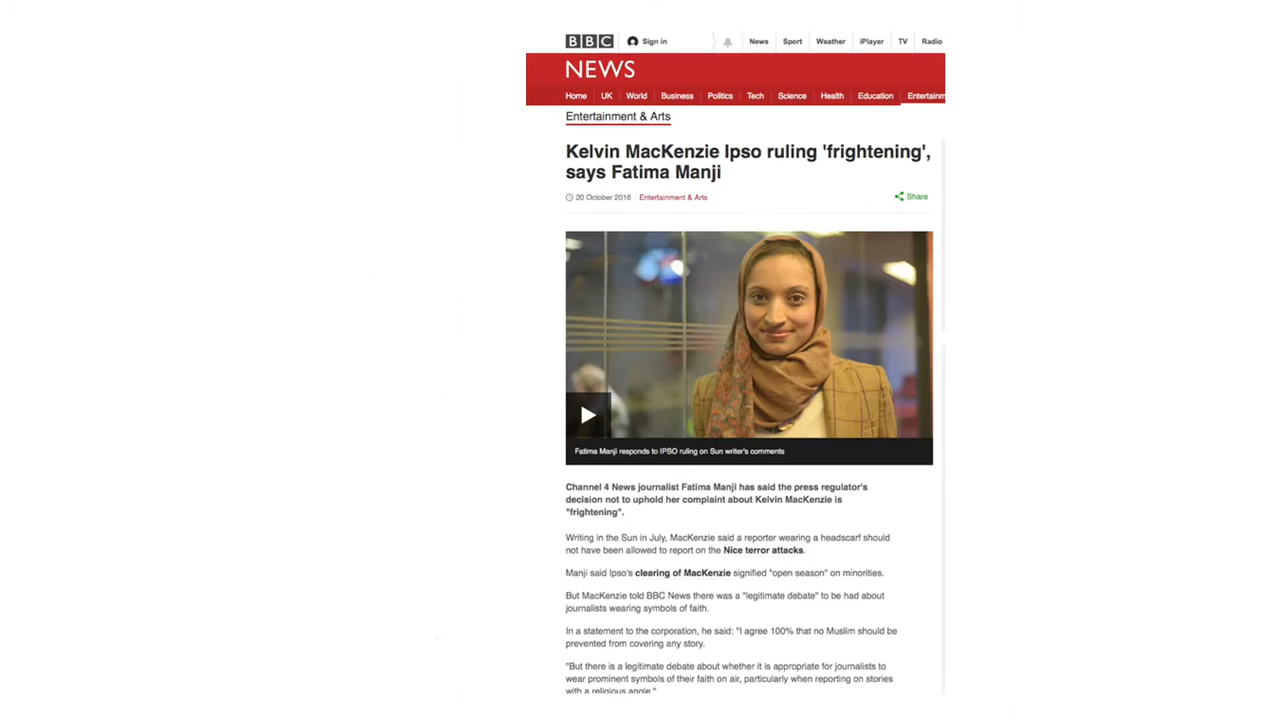 BBC Sign in News Sport Weather iPlayer TV Radio
NEWS
Home UK World Business Politics Tech Science Health Education Entertainm
Entertainment & Arts
Kelvin MacKenzie Ipso ruling 'frightening',
says Fatima Manji
20 October 2016 Entertainment & Arts Share
Fatima Manji responds to IPSO ruling on Sun writer's comments
Channel 4 News journalist Fatima Manji has said the press regulator's
decision not to uphold her complaint about Kelvin MacKenzie is
"frightening".
Writing in the Sun in July, MacKenzie said a reporter wearing a headscarf should
not have been allowed to report on the Nice terror attacks.
Manji said Ipso's clearing of MacKenzie signified "open season" on minorities.
But MacKenzie told BBC News there was a "legitimate debate" to be had about
journalists wearing symbols of faith.
In a statement to the corporation, he said: "I agree 100% that no Muslim should be
prevented from covering any story.
"But there is a legitimate debate about whether it is appropriate for journalists to
wear prominent symbols of their faith on air, particularly when reporting on stories
with a religious angle."